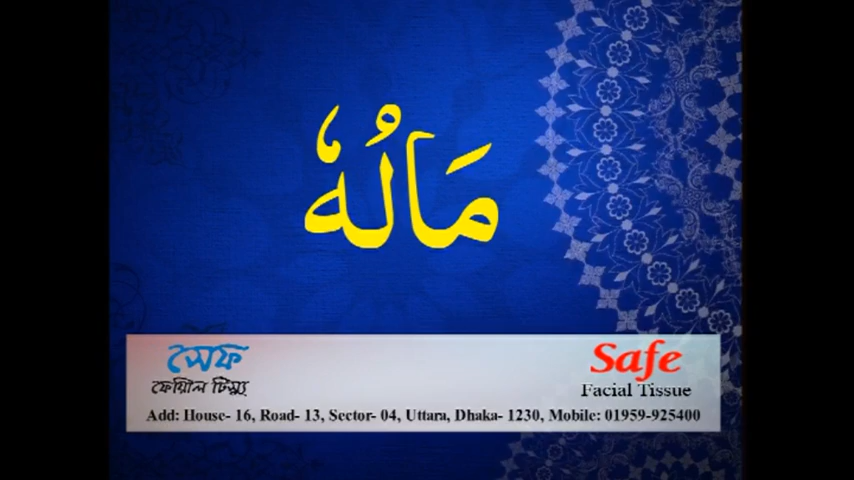 مَالُهٗ
সেফ
ফেসিয়াল টিস্যু
Safe
Facial Tissue
Add: House- 16, Road- 13, Sector- 04, Uttara, Dhaka- 1230, Mobile: 01959-925400